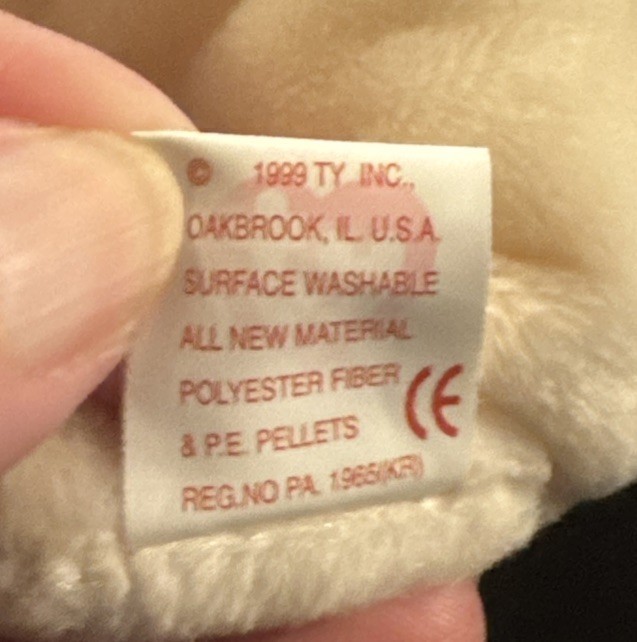 © 1999 TY INC.,
OAKBROOK, IL. U.S.A.
SURFACE WASHABLE
ALL NEW MATERIAL
POLYESTER FIBER
& P.E. PELLETS CE
REG.NO PA. 1965(KR)